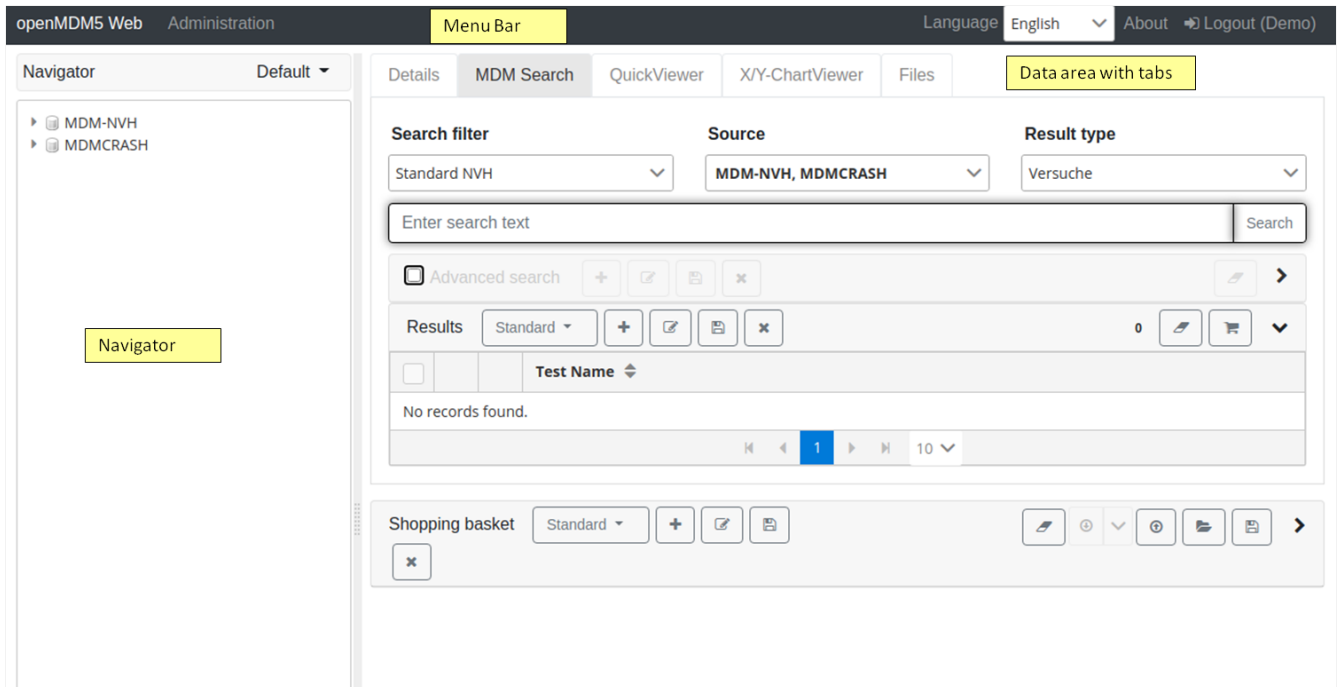 openMDM5 Web Administration Menu Bar Language English About Logout (Demo)
Navigator Default
Details MDM Search QuickViewer X/Y-ChartViewer Files Data area with tabs
MDM-NVH
MDMCRASH
Search filter Source Result type
Standard NVH MDM-NVH, MDMCRASH Versuche
Enter search text Search
Advanced search
Results Standard 0
Navigator
Test Name
No records found.
1 10
Shopping basket Standard